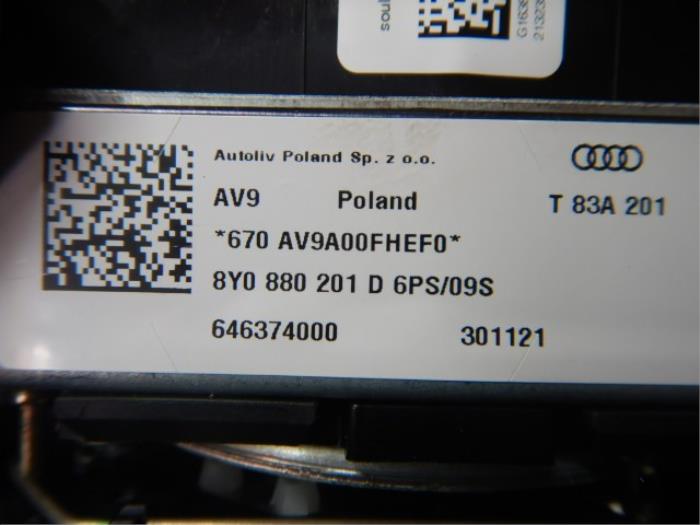 Autoliv Poland Sp. z o.o.
AV9 Poland T 83A 201
*670 AV9A00FHEF0*
8Y0 880 201 D 6PS/09S
646374000 301121